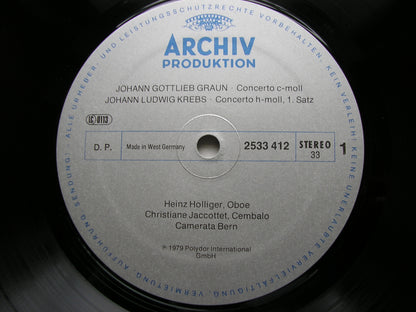 ALLE URHEBER- UND LEISTUNGSSCHUTZRECHTE VORBEHALTEN
KEIN VERLEIH! KEINE UNERLAUBTE VERVIELFÄLTIGUNG, VERMIETUNG, AUFFÜHRUNG, SENDUNG!
ARCHIV
PRODUKTION
JOHANN GOTTLIEB GRAUN · Concerto c-moll
JOHANN LUDWIG KREBS · Concerto h-moll, 1. Satz
LC 0113
D. P. Made in West Germany 2533 412 STEREO 33 1
Heinz Holliger, Oboe
Christiane Jaccottet, Cembalo
Camerata Bern
℗ 1979 Polydor International
GmbH